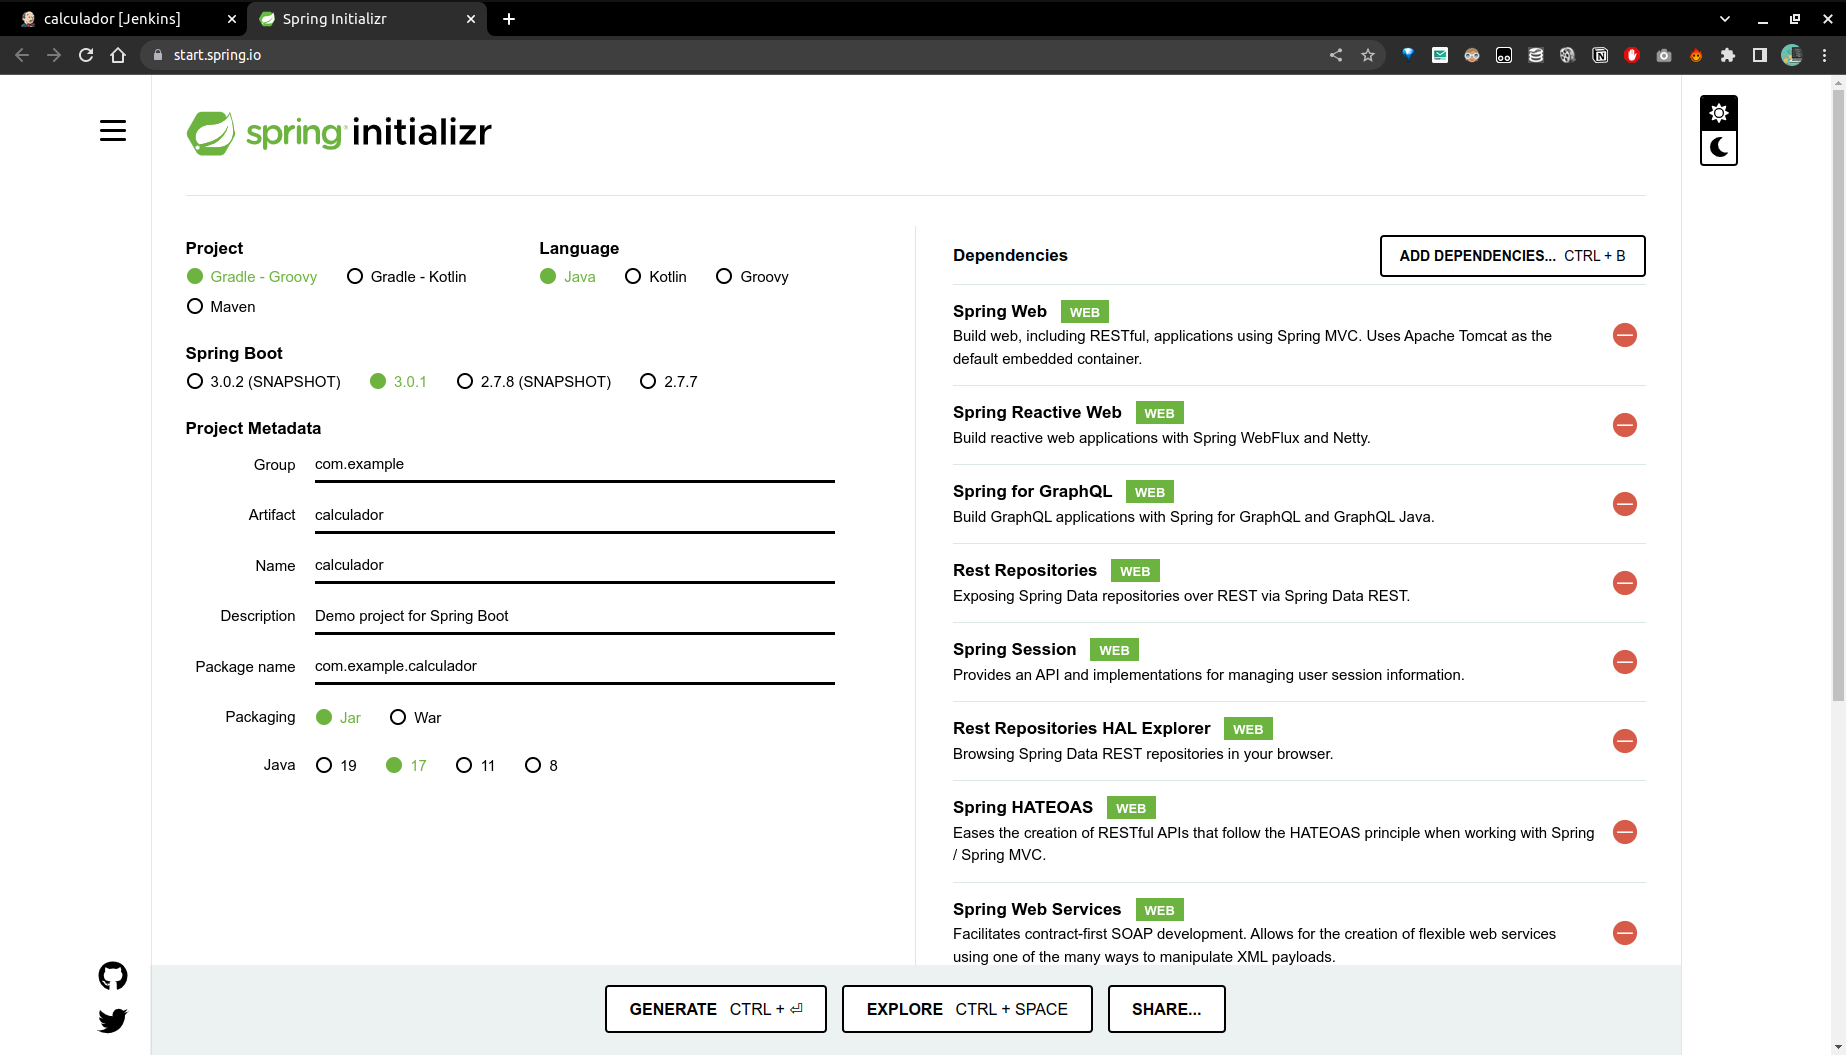 calculador [Jenkins]
Spring Initializr
start.spring.io
spring initializr
Project
Gradle - Groovy
Gradle - Kotlin
Maven
Language
Java
Kotlin
Groovy
Spring Boot
3.0.2 (SNAPSHOT)
3.0.1
2.7.8 (SNAPSHOT)
2.7.7
Project Metadata
Group
com.example
Artifact
calculador
Name
calculador
Description
Demo project for Spring Boot
Package name
com.example.calculador
Packaging
Jar
War
Java
19
17
11
8
Dependencies
ADD DEPENDENCIES... CTRL + B
Spring Web WEB
Build web, including RESTful, applications using Spring MVC. Uses Apache Tomcat as the
default embedded container.
Spring Reactive Web WEB
Build reactive web applications with Spring WebFlux and Netty.
Spring for GraphQL WEB
Build GraphQL applications with Spring for GraphQL and GraphQL Java.
Rest Repositories WEB
Exposing Spring Data repositories over REST via Spring Data REST.
Spring Session WEB
Provides an API and implementations for managing user session information.
Rest Repositories HAL Explorer WEB
Browsing Spring Data REST repositories in your browser.
Spring HATEOAS WEB
Eases the creation of RESTful APIs that follow the HATEOAS principle when working with Spring
/ Spring MVC.
Spring Web Services WEB
Facilitates contract-first SOAP development. Allows for the creation of flexible web services
using one of the many ways to manipulate XML payloads.
GENERATE CTRL + ⏎
EXPLORE CTRL + SPACE
SHARE...